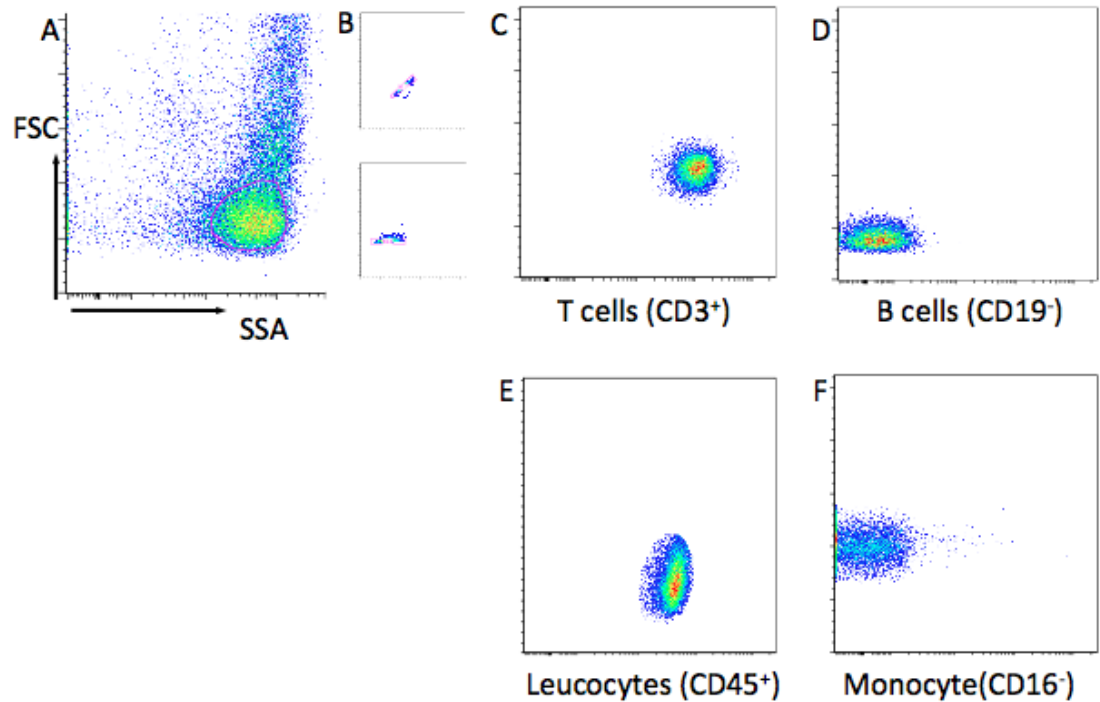 A
B
C
D
FSC
SSA
T cells (CD3⁺)
B cells (CD19⁻)
E
F
Leucocytes (CD45⁺)
Monocyte(CD16⁻)